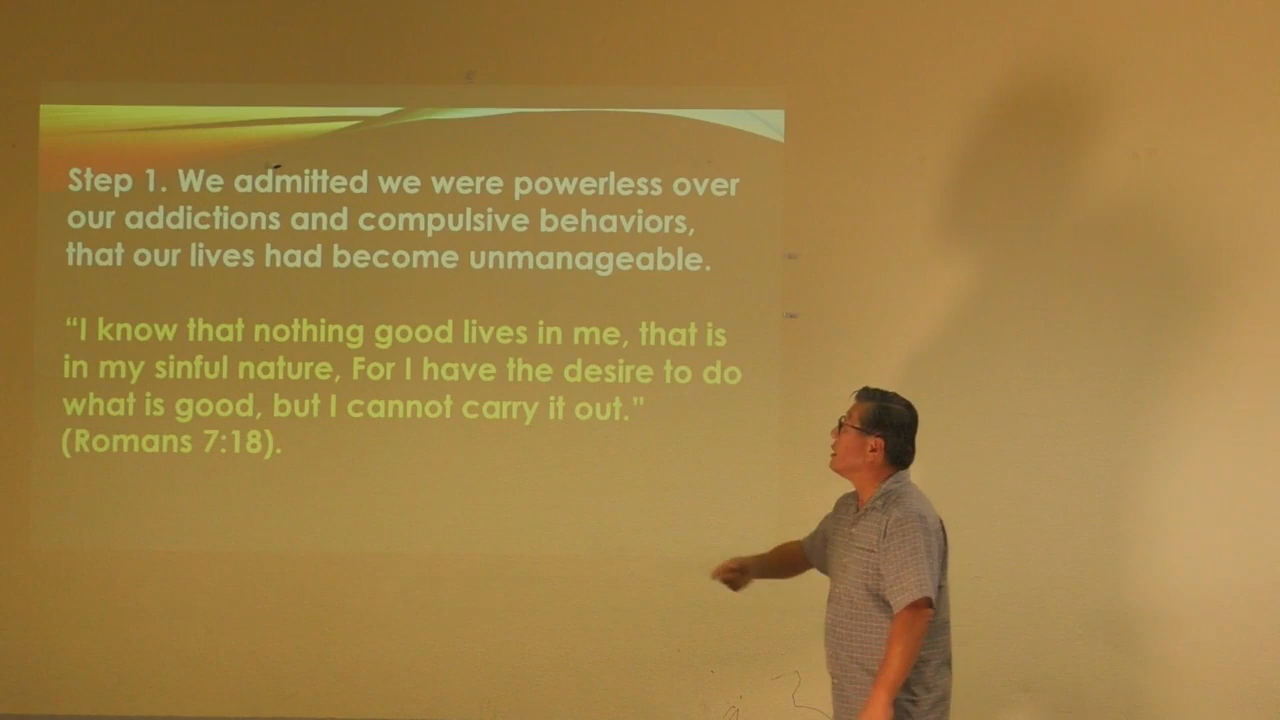 Step 1. We admitted we were powerless over
our addictions and compulsive behaviors,
that our lives had become unmanageable.
“I know that nothing good lives in me, that is
in my sinful nature, For I have the desire to do
what is good, but I cannot carry it out.”
(Romans 7:18).